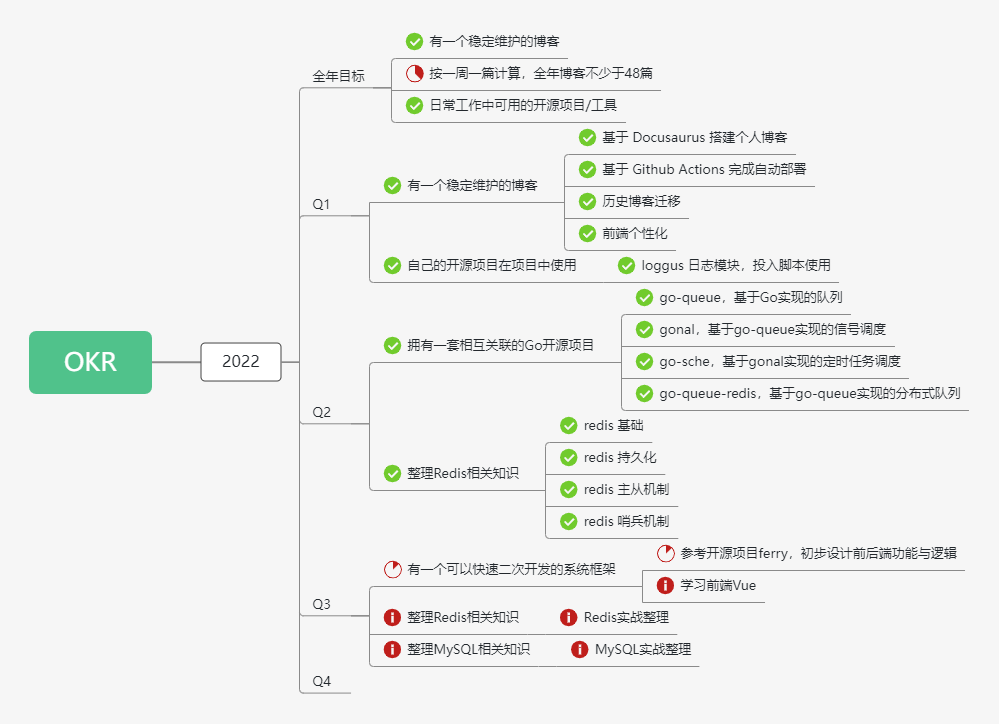 OKR
2022
全年目标
有一个稳定维护的博客
按一周一篇计算，全年博客不少于48篇
日常工作中可用的开源项目/工具
Q1
有一个稳定维护的博客
基于 Docusaurus 搭建个人博客
基于 Github Actions 完成自动部署
历史博客迁移
前端个性化
自己的开源项目在项目中使用
loggus 日志模块，投入脚本使用
Q2
拥有一套相互关联的Go开源项目
go-queue，基于Go实现的队列
gonal，基于go-queue实现的信号调度
go-sche，基于gonal实现的定时任务调度
go-queue-redis，基于go-queue实现的分布式队列
整理Redis相关知识
redis 基础
redis 持久化
redis 主从机制
redis 哨兵机制
Q3
有一个可以快速二次开发的系统框架
参考开源项目ferry，初步设计前后端功能与逻辑
学习前端Vue
整理Redis相关知识
Redis实战整理
整理MySQL相关知识
MySQL实战整理
Q4